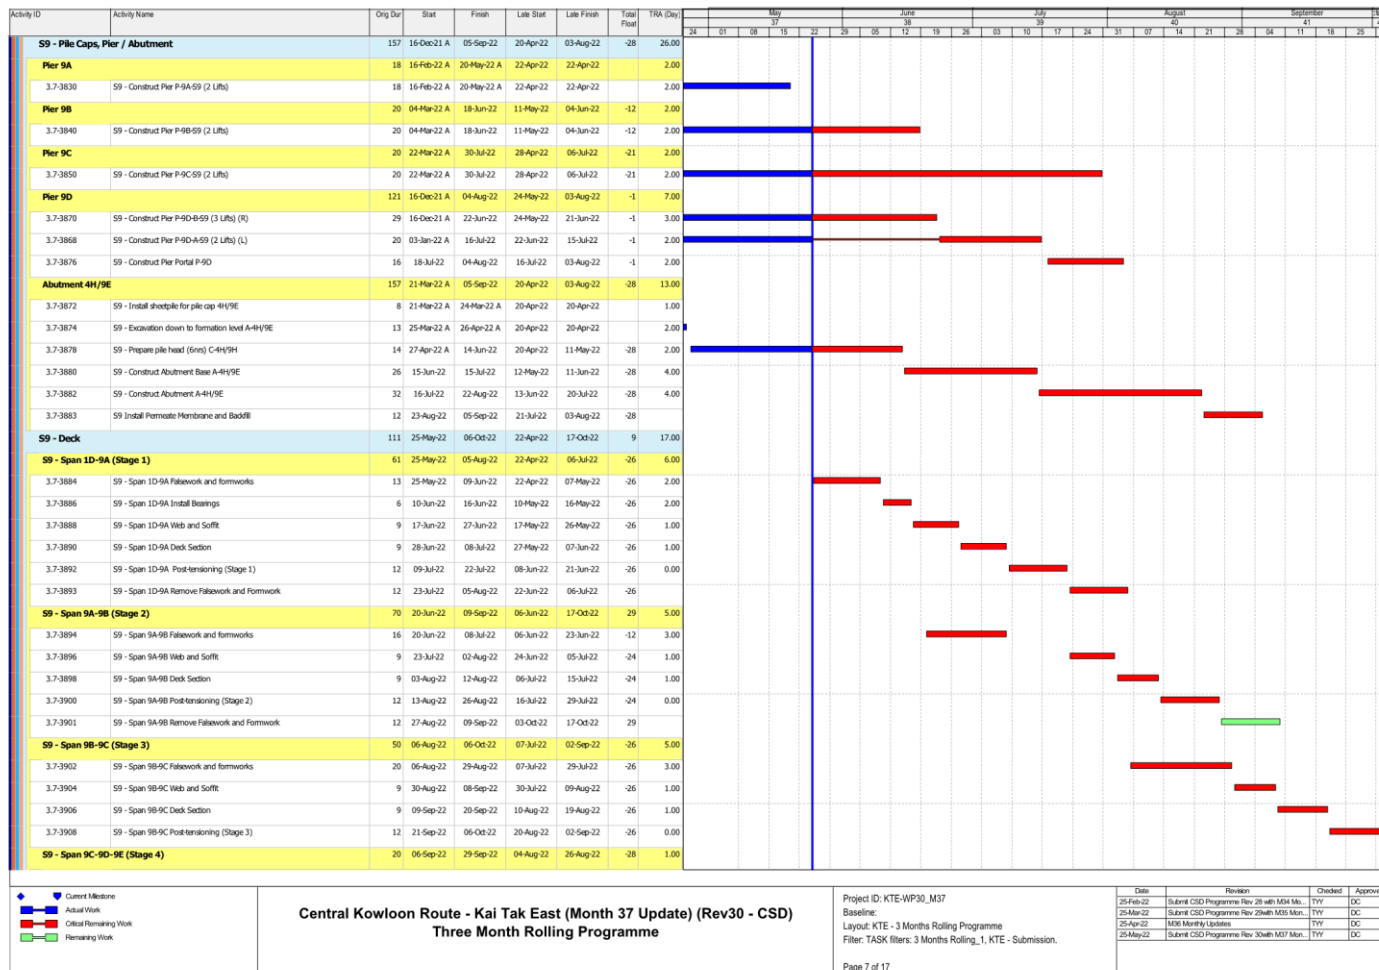 Activity ID Activity Name Orig Dur Start Finish Late Start Late Finish Total Float TRA (Day) May June July August September
37 38 39 40 41
24 01 08 15 22 29 05 12 19 26 03 10 17 24 31 07 14 21 28 04 11 18 25
S9 - Pile Caps, Pier / Abutment 157 16-Dec-21 A 05-Sep-22 20-Apr-22 03-Aug-22 -28 26.00
Pier 9A 18 16-Feb-22 A 20-May-22 A 22-Apr-22 22-Apr-22 2.00
3.7-3830 S9 - Construct Pier P-9A-S9 (2 Lifts) 18 16-Feb-22 A 20-May-22 A 22-Apr-22 22-Apr-22 2.00
Pier 9B 20 04-Mar-22 A 18-Jun-22 11-May-22 04-Jun-22 -12 2.00
3.7-3840 S9 - Construct Pier P-9B-S9 (2 Lifts) 20 04-Mar-22 A 18-Jun-22 11-May-22 04-Jun-22 -12 2.00
Pier 9C 20 22-Mar-22 A 30-Jul-22 28-Apr-22 06-Jul-22 -21 2.00
3.7-3850 S9 - Construct Pier P-9C-S9 (2 Lifts) 20 22-Mar-22 A 30-Jul-22 28-Apr-22 06-Jul-22 -21 2.00
Pier 9D 121 16-Dec-21 A 04-Aug-22 24-May-22 03-Aug-22 -1 7.00
3.7-3870 S9 - Construct Pier P-9D-B-S9 (3 Lifts) (R) 29 16-Dec-21 A 22-Jun-22 24-May-22 21-Jun-22 -1 3.00
3.7-3868 S9 - Construct Pier P-9D-A-S9 (2 Lifts) (L) 20 03-Jan-22 A 16-Jul-22 22-Jun-22 15-Jul-22 -1 2.00
3.7-3876 S9 - Construct Pier Portal P-9D 16 18-Jul-22 04-Aug-22 16-Jul-22 03-Aug-22 -1 2.00
Abutment 4H/9E 157 21-Mar-22 A 05-Sep-22 20-Apr-22 03-Aug-22 -28 13.00
3.7-3872 S9 - Install sheetpile for pile cap 4H/9E 8 21-Mar-22 A 24-Mar-22 A 20-Apr-22 20-Apr-22 1.00
3.7-3874 S9 - Excavation down to formation level A-4H/9E 13 25-Mar-22 A 26-Apr-22 A 20-Apr-22 20-Apr-22 2.00
3.7-3878 S9 - Prepare pile head (6nrs) C-4H/9H 14 27-Apr-22 A 14-Jun-22 20-Apr-22 11-May-22 -28 2.00
3.7-3880 S9 - Construct Abutment Base A-4H/9E 26 15-Jun-22 15-Jul-22 12-May-22 11-Jun-22 -28 4.00
3.7-3882 S9 - Construct Abutment A-4H/9E 32 16-Jul-22 22-Aug-22 13-Jun-22 20-Jul-22 -28 4.00
3.7-3883 S9 Install Permeate Membrane and Backfill 12 23-Aug-22 05-Sep-22 21-Jul-22 03-Aug-22 -28
S9 - Deck 111 25-May-22 06-Oct-22 22-Apr-22 17-Oct-22 9 17.00
S9 - Span 1D-9A (Stage 1) 61 25-May-22 05-Aug-22 22-Apr-22 06-Jul-22 -26 6.00
3.7-3884 S9 - Span 1D-9A Falsework and formworks 13 25-May-22 09-Jun-22 22-Apr-22 07-May-22 -26 2.00
3.7-3886 S9 - Span 1D-9A Install Bearings 6 10-Jun-22 16-Jun-22 10-May-22 16-May-22 -26 2.00
3.7-3888 S9 - Span 1D-9A Web and Soffit 9 17-Jun-22 27-Jun-22 17-May-22 26-May-22 -26 1.00
3.7-3890 S9 - Span 1D-9A Deck Section 9 28-Jun-22 08-Jul-22 27-May-22 07-Jun-22 -26 1.00
3.7-3892 S9 - Span 1D-9A Post-tensioning (Stage 1) 12 09-Jul-22 22-Jul-22 08-Jun-22 21-Jun-22 -26 0.00
3.7-3893 S9 - Span 1D-9A Remove Falsework and Formwork 12 23-Jul-22 05-Aug-22 22-Jun-22 06-Jul-22 -26
S9 - Span 9A-9B (Stage 2) 70 20-Jun-22 09-Sep-22 06-Jun-22 17-Oct-22 29 5.00
3.7-3894 S9 - Span 9A-9B Falsework and formworks 16 20-Jun-22 08-Jul-22 06-Jun-22 23-Jun-22 -12 3.00
3.7-3896 S9 - Span 9A-9B Web and Soffit 9 23-Jul-22 02-Aug-22 24-Jun-22 05-Jul-22 -24 1.00
3.7-3898 S9 - Span 9A-9B Deck Section 9 03-Aug-22 12-Aug-22 06-Jul-22 15-Jul-22 -24 1.00
3.7-3900 S9 - Span 9A-9B Post-tensioning (Stage 2) 12 13-Aug-22 26-Aug-22 16-Jul-22 29-Jul-22 -24 0.00
3.7-3901 S9 - Span 9A-9B Remove Falsework and Formwork 12 27-Aug-22 09-Sep-22 03-Oct-22 17-Oct-22 29
S9 - Span 9B-9C (Stage 3) 50 06-Aug-22 06-Oct-22 07-Jul-22 02-Sep-22 -26 5.00
3.7-3902 S9 - Span 9B-9C Falsework and formworks 20 06-Aug-22 29-Aug-22 07-Jul-22 29-Jul-22 -26 3.00
3.7-3904 S9 - Span 9B-9C Web and Soffit 9 30-Aug-22 08-Sep-22 30-Jul-22 09-Aug-22 -26 1.00
3.7-3906 S9 - Span 9B-9C Deck Section 9 09-Sep-22 20-Sep-22 10-Aug-22 19-Aug-22 -26 1.00
3.7-3908 S9 - Span 9B-9C Post-tensioning (Stage 3) 12 21-Sep-22 06-Oct-22 20-Aug-22 02-Sep-22 -26 0.00
S9 - Span 9C-9D-9E (Stage 4) 20 06-Sep-22 29-Sep-22 04-Aug-22 26-Aug-22 -28 1.00
Current Milestone
Actual Work
Critical Remaining Work
Remaining Work
Central Kowloon Route - Kai Tak East (Month 37 Update) (Rev30 - CSD)
Three Month Rolling Programme
Project ID: KTE-WP30_M37
Baseline:
Layout: KTE - 3 Months Rolling Programme
Filter: TASK filters: 3 Months Rolling_1, KTE - Submission.
Page 7 of 17
Date Revision Checked Approve
25-Feb-22 Submit CSD Programme Rev 28 with M34 Mo... TYY DC
25-Mar-22 Submit CSD Programme Rev 29with M35 Mon... TYY DC
25-Apr-22 M36 Monthly Updates TYY DC
25-May-22 Submit CSD Programme Rev 30with M37 Mon... TYY DC